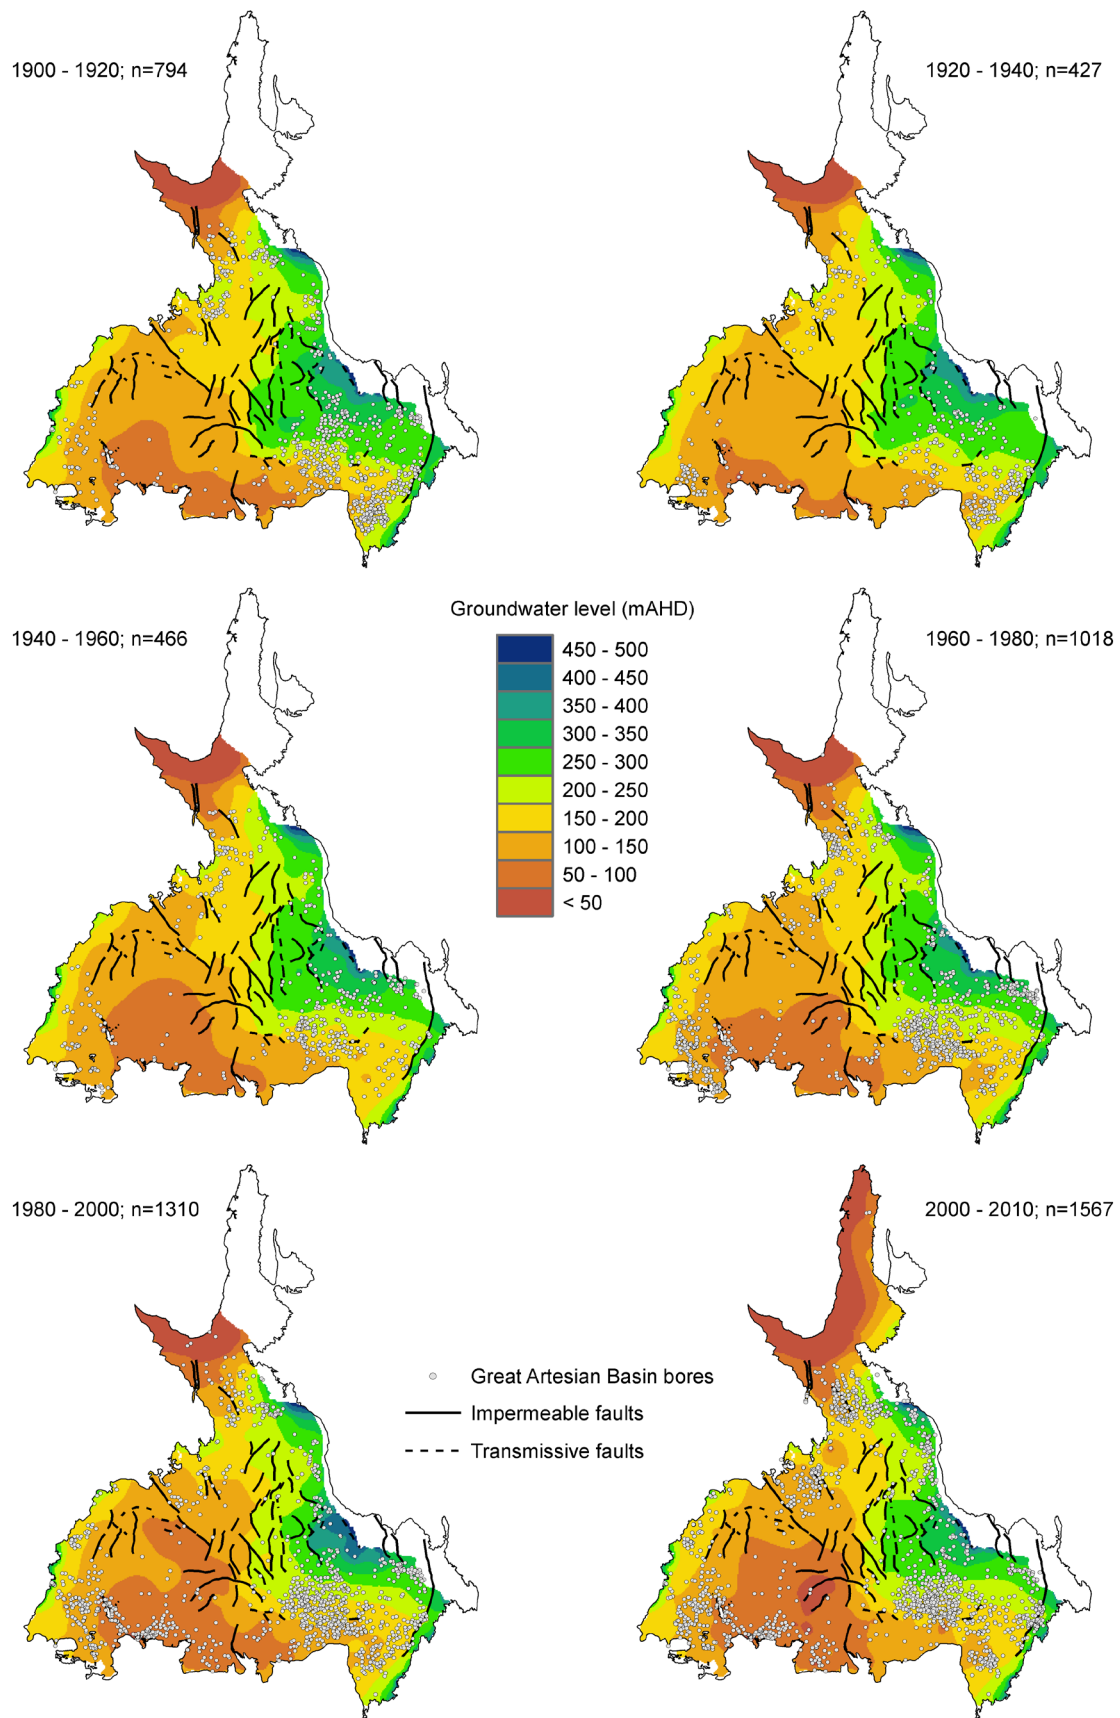 1900 - 1920; n=794
1920 - 1940; n=427
Groundwater level (mAHD)
1940 - 1960; n=466
1960 - 1980; n=1018
450 - 500
400 - 450
350 - 400
300 - 350
250 - 300
200 - 250
150 - 200
100 - 150
50 - 100
< 50
1980 - 2000; n=1310
2000 - 2010; n=1567
Great Artesian Basin bores
Impermeable faults
Transmissive faults